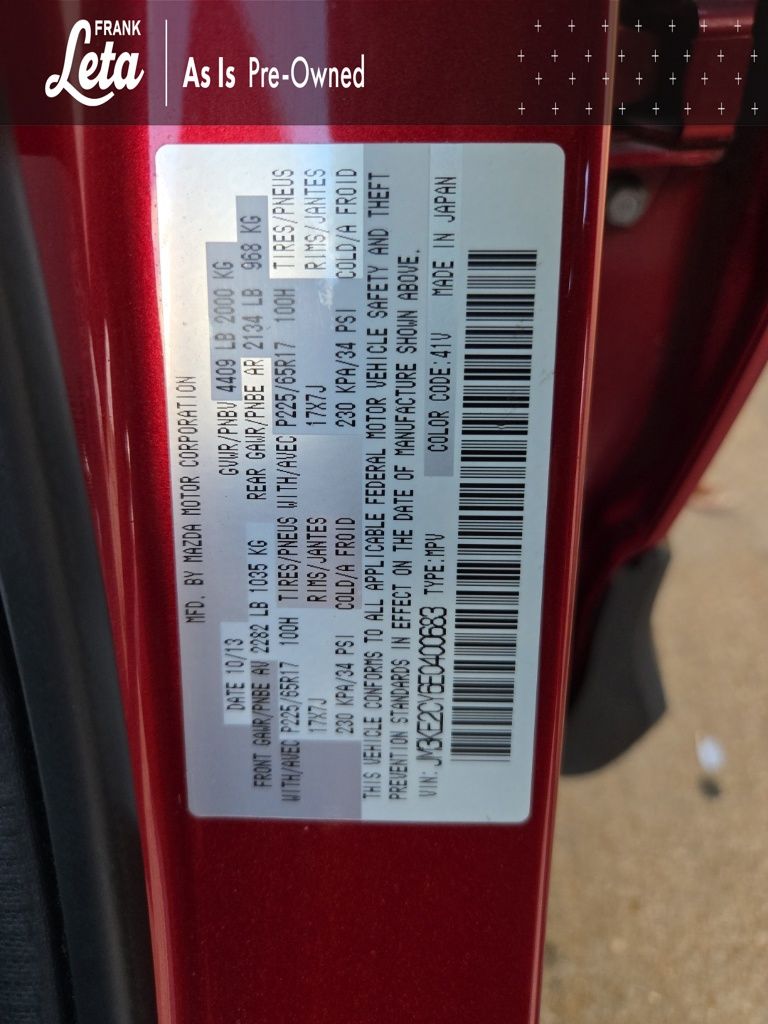 FRANK
Leta
As Is Pre-Owned
MFD. BY MAZDA MOTOR CORPORATION
DATE 10/13 GVWR/PNBV 4409 LB 2000 KG
FRONT GAWR/PNBE AV 2282 LB 1035 KG REAR GAWR/PNBE AR 2134 LB 968 KG
WITH/AVEC P225/65R17 100H TIRES/PNEUS WITH/AVEC P225/65R17 100H TIRES/PNEUS
17X7J RIMS/JANTES 17X7J RIMS/JANTES
230 KPA/34 PSI COLD/A FROID 230 KPA/34 PSI COLD/A FROID
THIS VEHICLE CONFORMS TO ALL APPLICABLE FEDERAL MOTOR VEHICLE SAFETY AND THEFT
PREVENTION STANDARDS IN EFFECT ON THE DATE OF MANUFACTURE SHOWN ABOVE.
VIN: JM3KE2CY6E0400683 TYPE:MPV COLOR CODE:41V MADE IN JAPAN